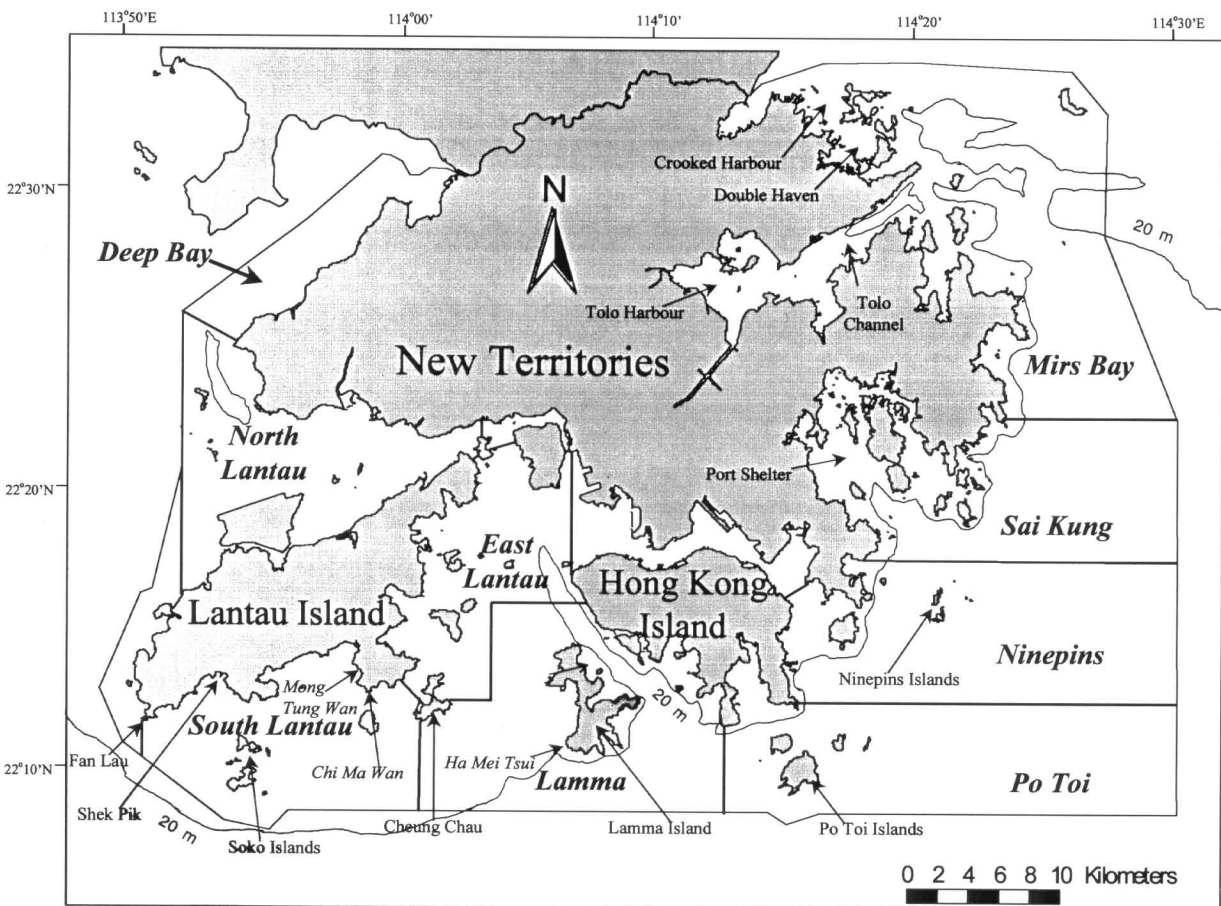 113°50'E
114°00'E
114°10'E
114°20'E
114°30'E
22°30'N
22°20'N
22°10'N
Crooked Harbour
Double Haven
N
20 m
Deep Bay
Tolo Harbour
Tolo
Channel
New Territories
Mirs Bay
North
Lantau
Port Shelter
Sai Kung
East
Lantau
Hong Kong
Island
Lantau Island
Ninepins
Ninepins Islands
Mong
Tung Wan
South Lantau
20 m
Fan Lau
Chi Ma Wan
Ha Mei Tsui
Lamma
Po Toi
Shek Pik
20 m
Soko Islands
Cheung Chau
Lamma Island
Po Toi Islands
0 2 4 6 8 10 Kilometers